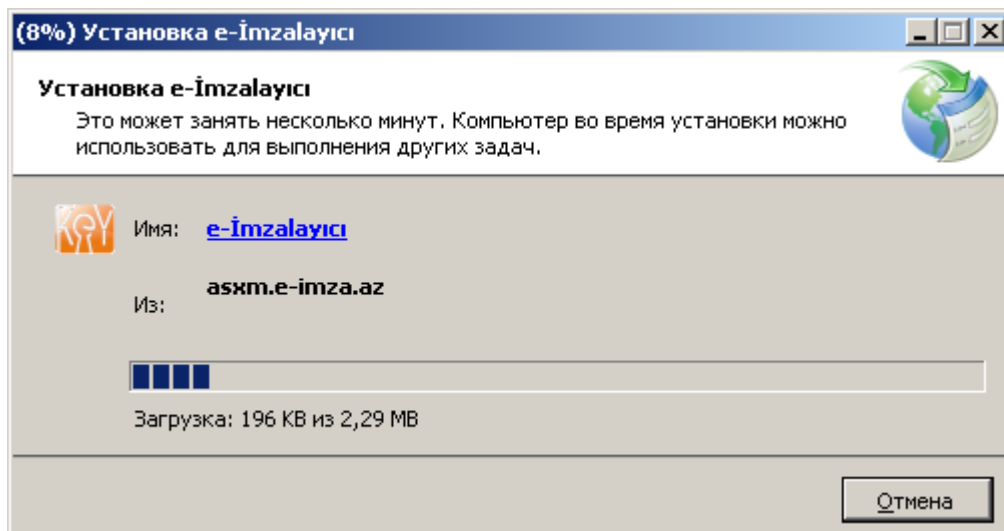 (8%) Установка e-İmzalayıcı
Установка e-İmzalayıcı
Это может занять несколько минут. Компьютер во время установки можно
использовать для выполнения других задач.
KeY
Имя: e-İmzalayıcı
Из: asxm.e-imza.az
Загрузка: 196 KB из 2,29 MB
Отмена